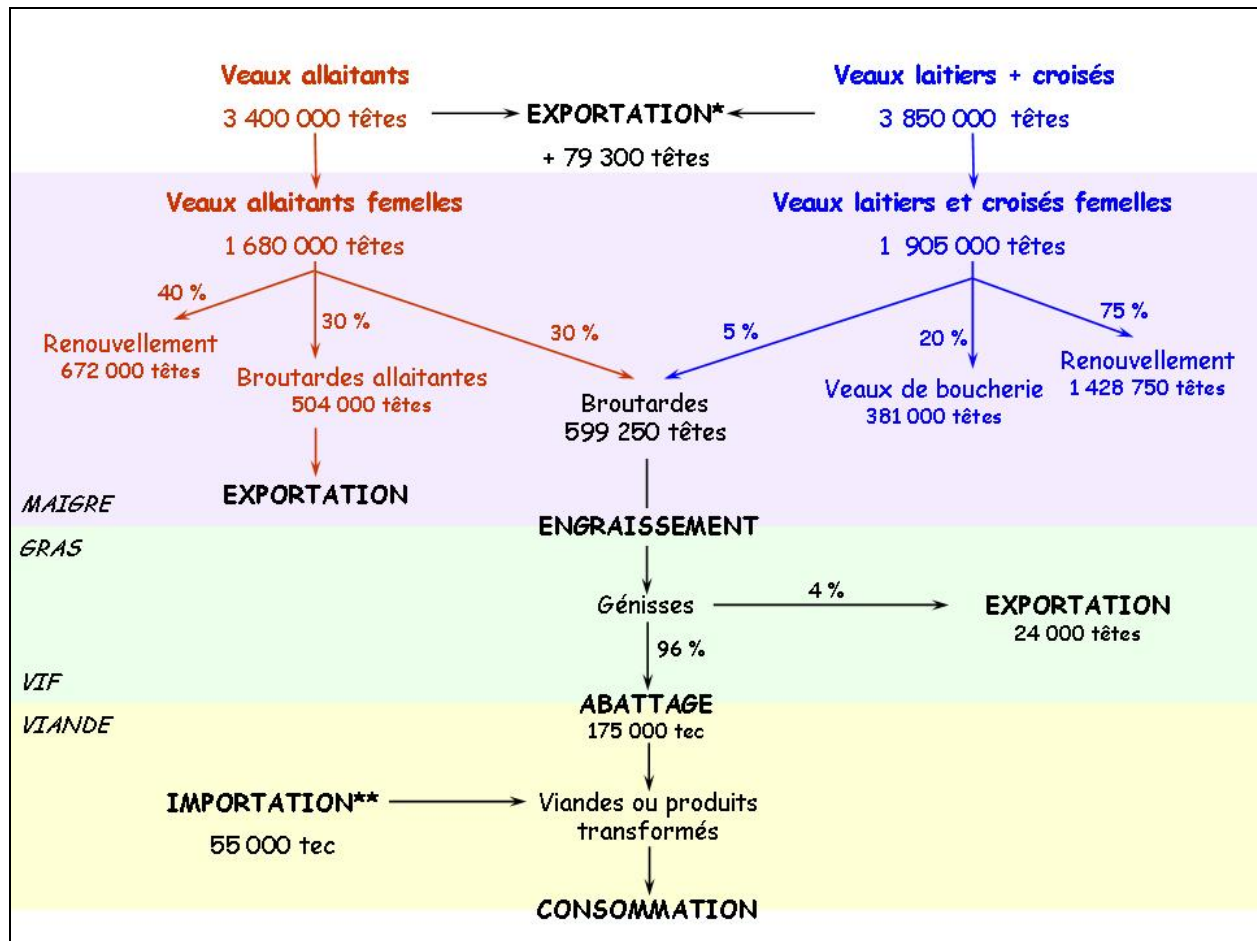 Veaux allaitants
3 400 000 têtes
EXPORTATION*
+ 79 300 têtes
Veaux laitiers + croisés
3 850 000 têtes
Veaux allaitants femelles
1 680 000 têtes
Veaux laitiers et croisés femelles
1 905 000 têtes
40 %
30 %
30 %
5 %
20 %
75 %
Renouvellement
672 000 têtes
Broutardes allaitantes
504 000 têtes
Broutardes
599 250 têtes
Veaux de boucherie
381 000 têtes
Renouvellement
1 428 750 têtes
EXPORTATION
MAIGRE
ENGRAISSEMENT
GRAS
Génisses
4 %
EXPORTATION
24 000 têtes
96 %
VIF
ABATTAGE
175 000 tec
VIANDE
IMPORTATION**
55 000 tec
Viandes ou produits
transformés
CONSOMMATION